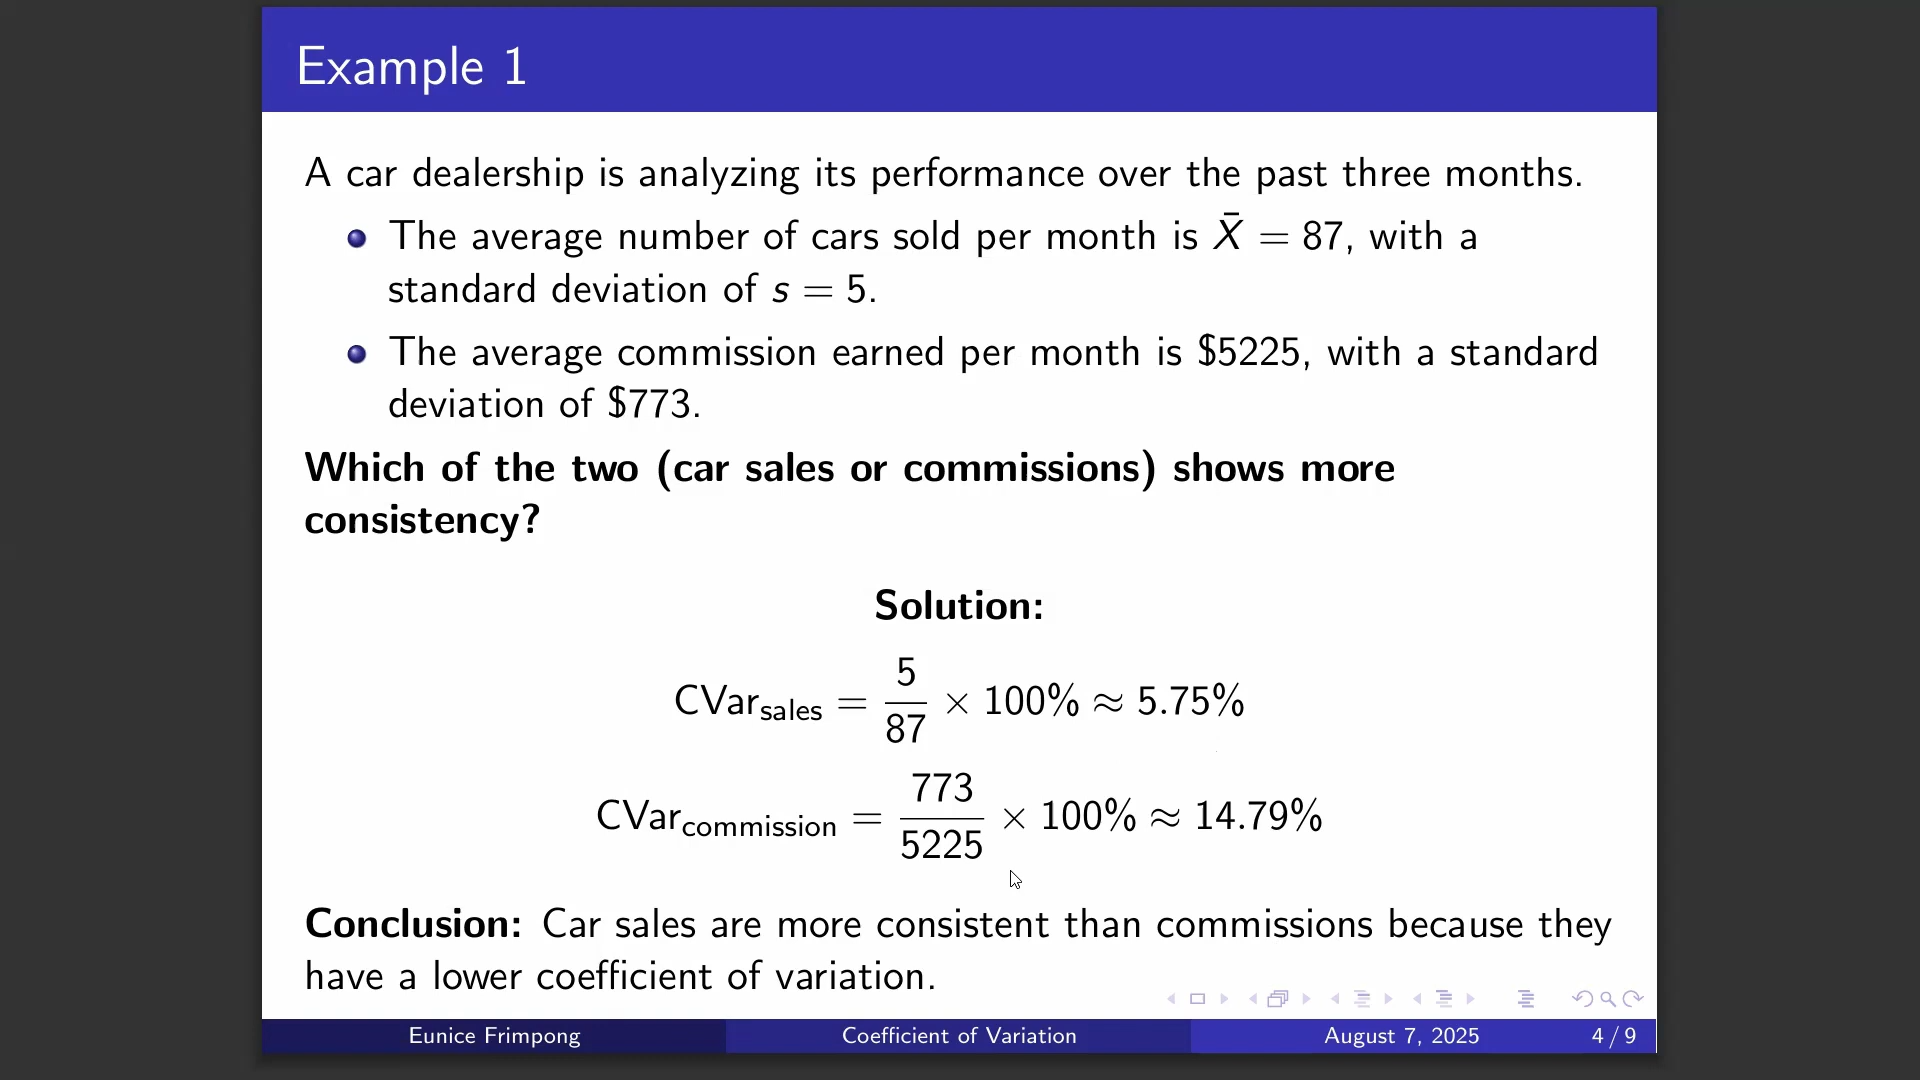 Example 1
A car dealership is analyzing its performance over the past three months.
The average number of cars sold per month is X̄ = 87, with a
standard deviation of s = 5.
The average commission earned per month is $5225, with a standard
deviation of $773.
Which of the two (car sales or commissions) shows more
consistency?
Solution:
CVar_sales = 5/87 × 100% ≈ 5.75%
CVar_commission = 773/5225 × 100% ≈ 14.79%
Conclusion: Car sales are more consistent than commissions because they
have a lower coefficient of variation.
Eunice Frimpong Coefficient of Variation August 7, 2025 4 / 9